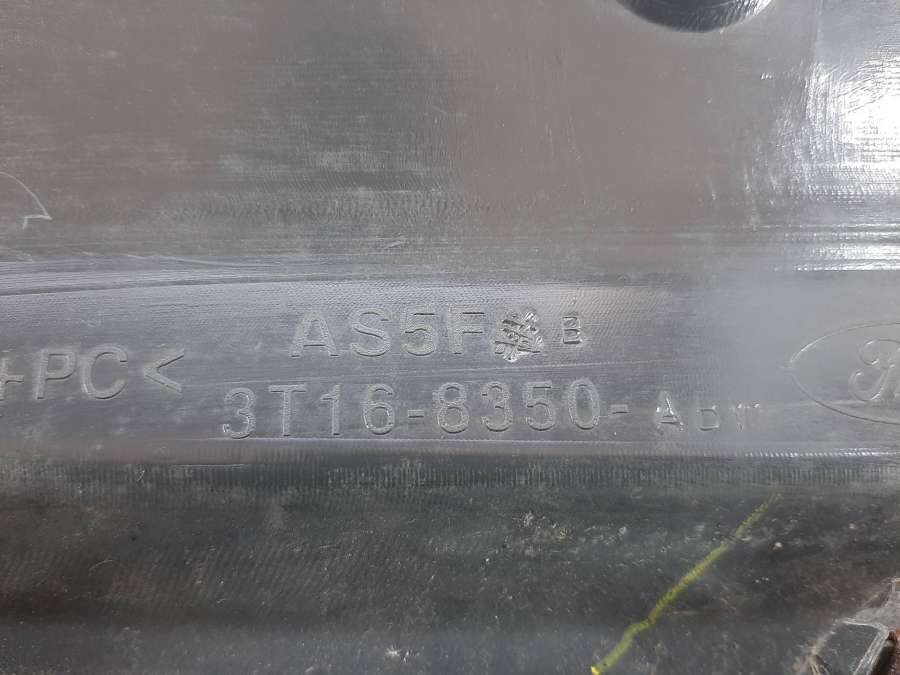 AS5F B
+PC<
3T16-8350-